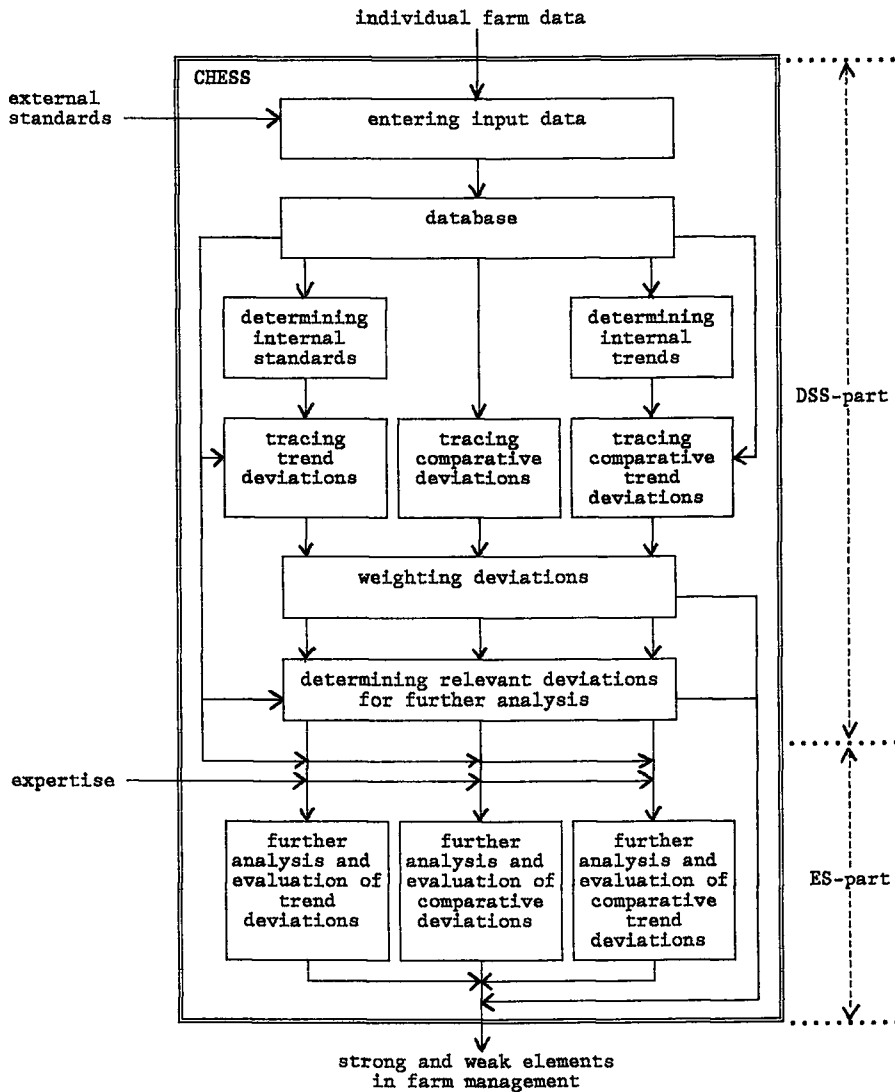 individual farm data
CHESS
external
standards
entering input data
database
determining
internal
standards
determining
internal
trends
DSS-part
tracing
trend
deviations
tracing
comparative
deviations
tracing
comparative
trend
deviations
weighting deviations
determining relevant deviations
for further analysis
expertise
further
analysis and
evaluation of
trend
deviations
further
analysis and
evaluation of
comparative
deviations
further
analysis and
evaluation of
comparative
trend
deviations
ES-part
strong and weak elements
in farm management